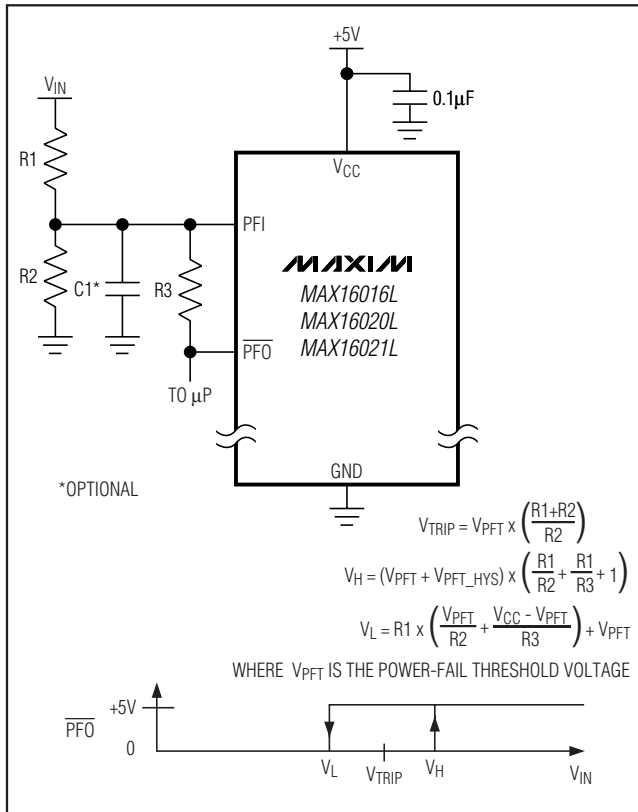 +5V
0.1μF
V_IN
R1
V_CC
PFI
R2
C1*
R3
MAXIM
MAX16016L
MAX16020L
MAX16021L
P̅F̅O̅
TO μP
GND
*OPTIONAL
V_TRIP = V_PFT x (R1+R2 / R2)
V_H = (V_PFT + V_PFT_HYS) x (R1/R2 + R1/R3 + 1)
V_L = R1 x (V_PFT/R2 + V_CC - V_PFT/R3) + V_PFT
WHERE V_PFT IS THE POWER-FAIL THRESHOLD VOLTAGE
+5V
P̅F̅O̅
0
V_L
V_TRIP
V_H
V_IN